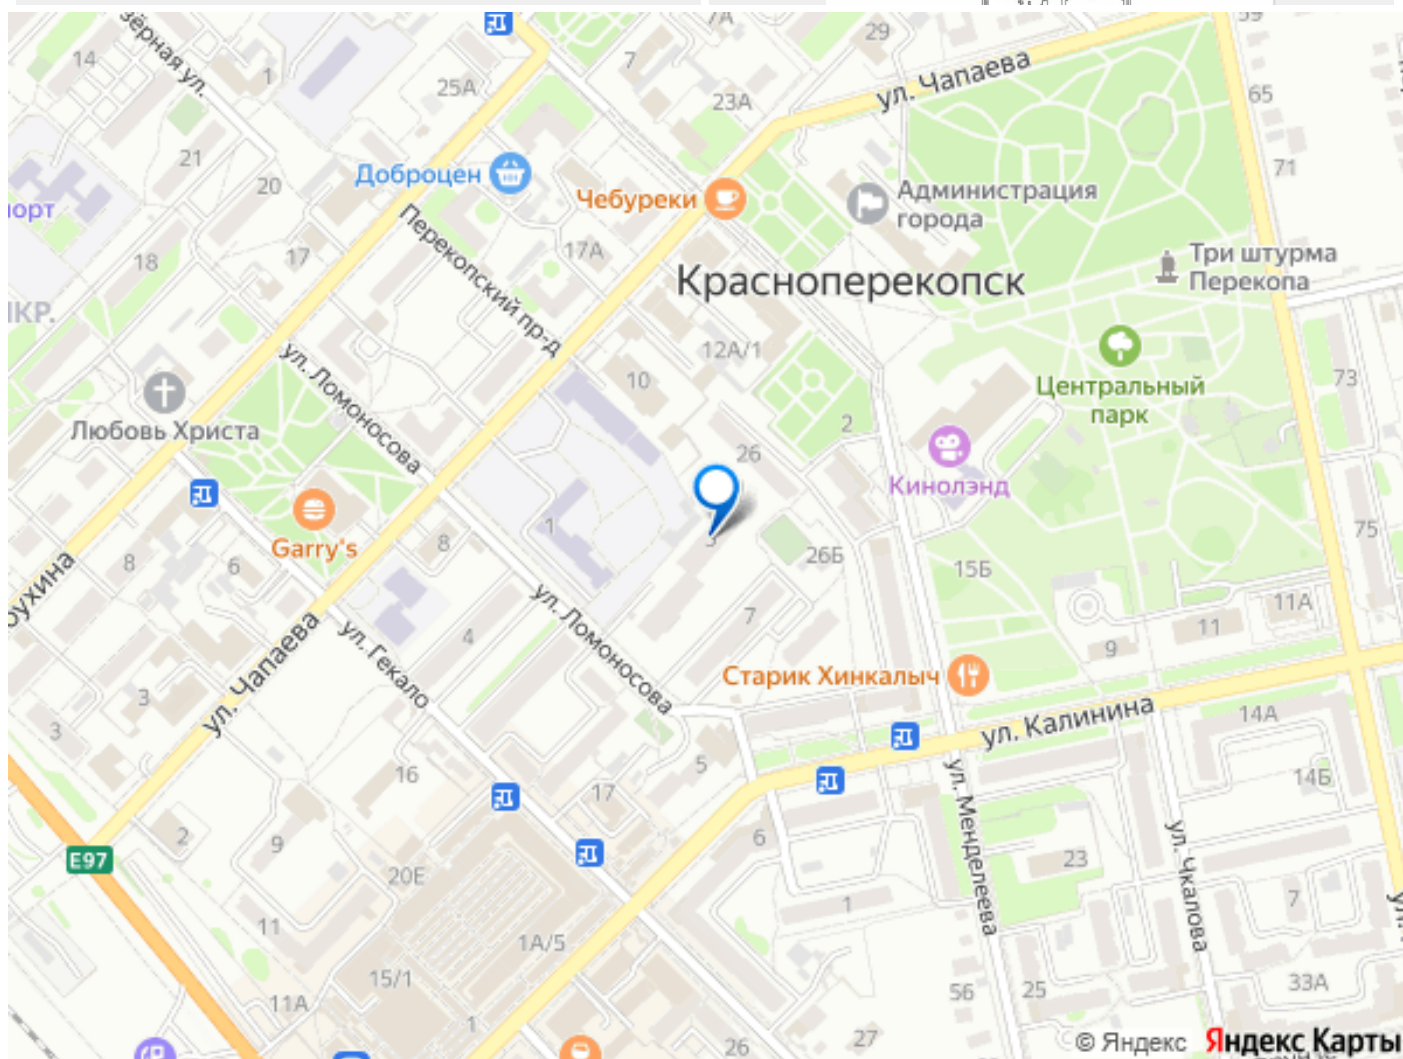 59
7А
29
14
1
7
ул. Чапаева
25А
23А
65
21
71
Доброцен
20
Чебуреки
Администрация
города
орт
Перекопский пр-д
17А
18
17
Три штурма
Перекопа
Красноперекопск
КР.
ул. Ломоносова
12А/1
10
73
Центральный
парк
2
Любовь Христа
26
Кинолэнд
1
75
8
Garry's
3
26Б
8
6
15Б
11А
ул. Ломоносова
7
11
4
9
ул. Гекало
ул. Чапаева
Старик Хинкалыч
3
ул. Калинина
14А
3
5
16
14Б
17
ул. Менделеева
2
9
6
E97
ул. Чкалова
23
20Е
7
1
11
1А/5
15/1
33А
56
25
11А
1
27
26
© Яндекс
Яндекс Карты